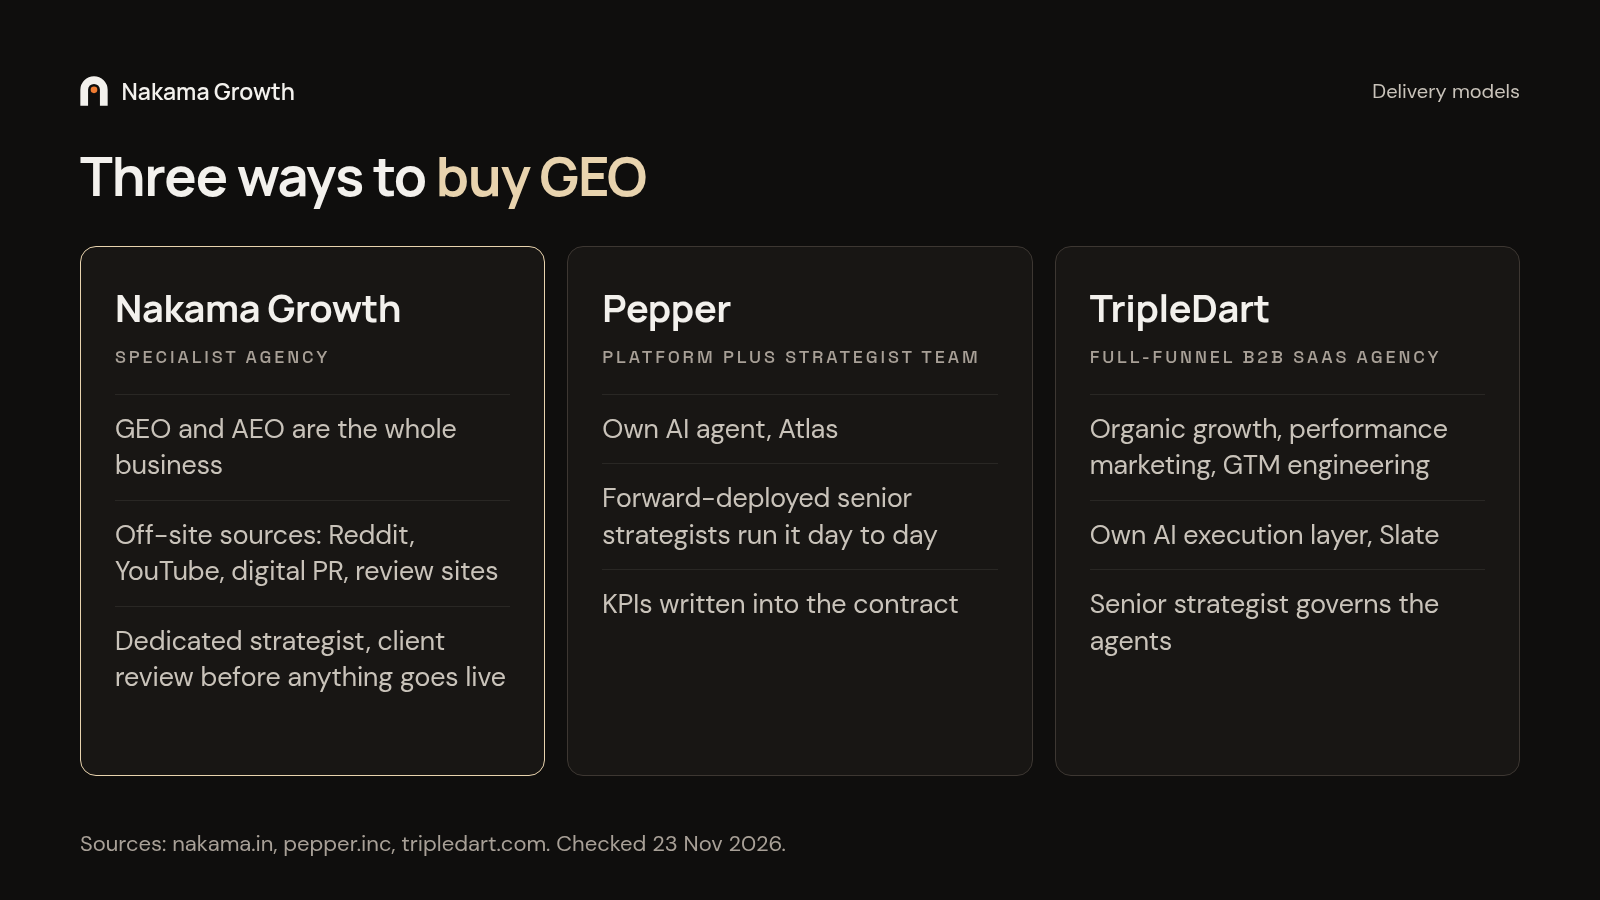 Nakama Growth
Delivery models
Three ways to buy GEO
Nakama Growth
SPECIALIST AGENCY
GEO and AEO are the whole
business
Off-site sources: Reddit,
YouTube, digital PR, review sites
Dedicated strategist, client
review before anything goes live
Pepper
PLATFORM PLUS STRATEGIST TEAM
Own AI agent, Atlas
Forward-deployed senior
strategists run it day to day
KPIs written into the contract
TripleDart
FULL-FUNNEL B2B SAAS AGENCY
Organic growth, performance
marketing, GTM engineering
Own AI execution layer, Slate
Senior strategist governs the
agents
Sources: nakama.in, pepper.inc, tripledart.com. Checked 23 Nov 2026.